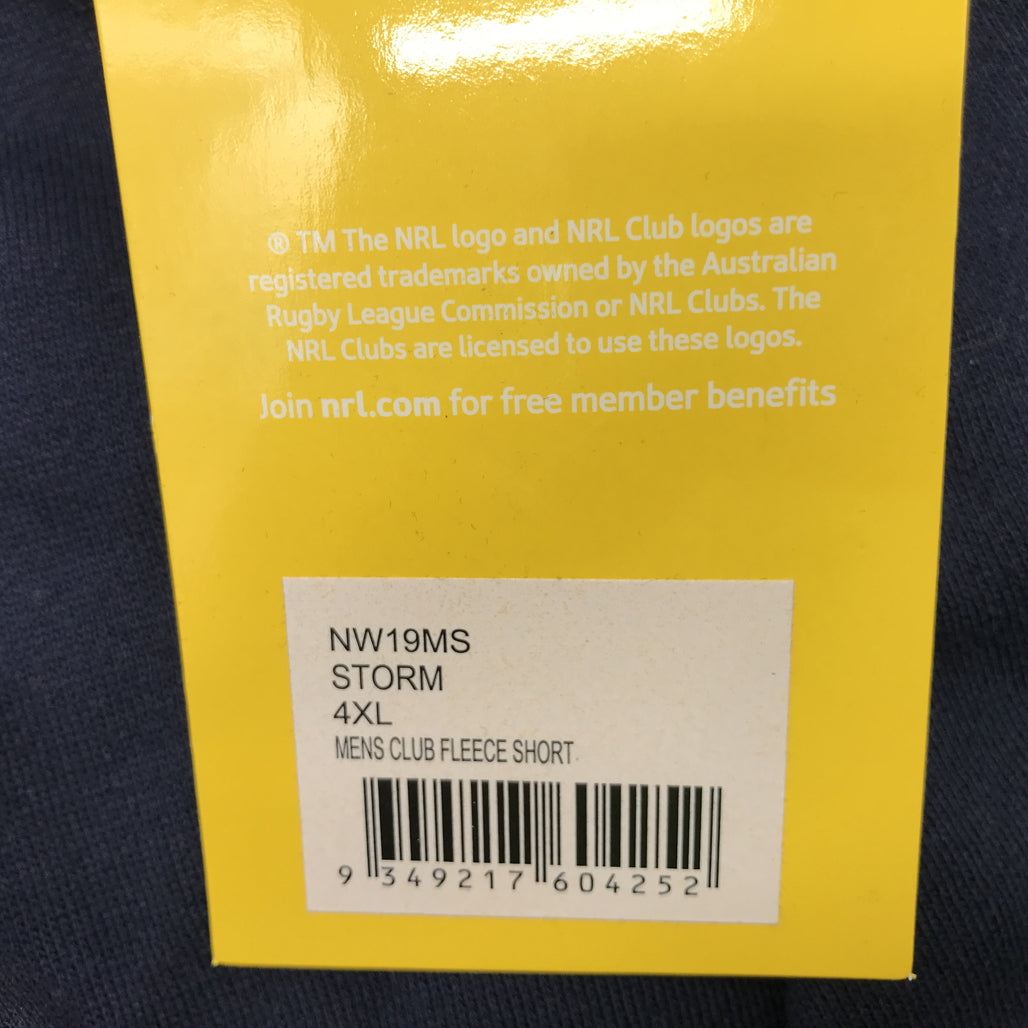 ® TM The NRL logo and NRL Club logos are
registered trademarks owned by the Australian
Rugby League Commission or NRL Clubs. The
NRL Clubs are licensed to use these logos.
Join nrl.com for free member benefits
NW19MS
STORM
4XL
MENS CLUB FLEECE SHORT
9 349217 604252